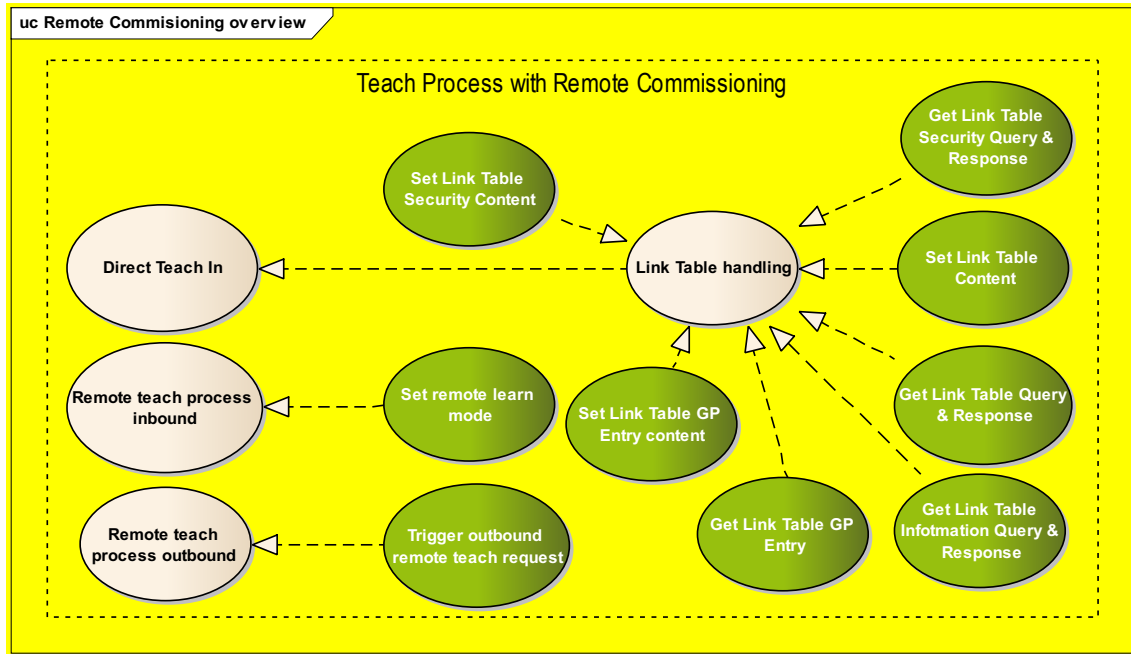 uc Remote Commisioning overview
Teach Process with Remote Commissioning
Get Link Table
Security Query &
Response
Set Link Table
Security Content
Direct Teach In
Link Table handling
Set Link Table
Content
Remote teach process
inbound
Set remote learn
mode
Set Link Table GP
Entry content
Get Link Table Query
& Response
Remote teach
process outbound
Trigger outbound
remote teach request
Get Link Table GP
Entry
Get Link Table
Infotmation Query &
Response